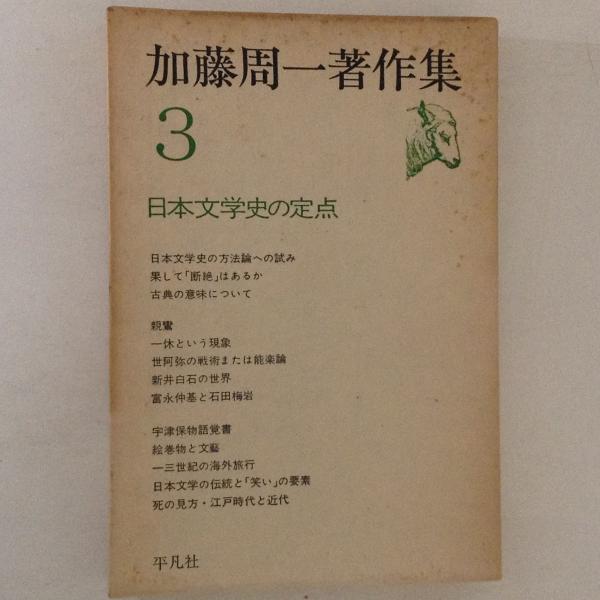 加藤周一著作集
3
日本文学史の定点
日本文学史の方法論への試み
果して「断絶」はあるか
古典の意味について
親鸞
一休という現象
世阿弥の戦術または能楽論
新井白石の世界
富永仲基と石田梅岩
宇津保物語覚書
絵巻物と文藝
一三世紀の海外旅行
日本文学の伝統と「笑い」の要素
死の見方・江戸時代と近代
平凡社